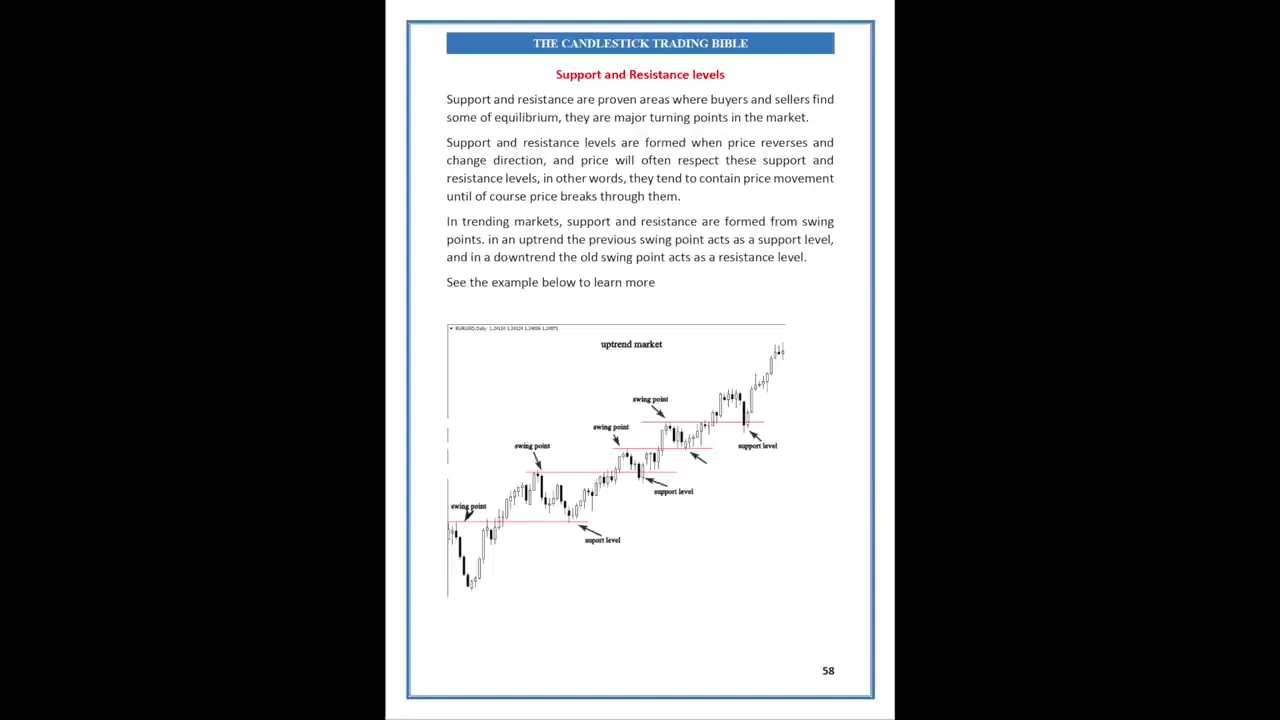 THE CANDLESTICK TRADING BIBLE
Support and Resistance levels
Support and resistance are proven areas where buyers and sellers find
some of equilibrium, they are major turning points in the market.
Support and resistance levels are formed when price reverses and
change direction, and price will often respect these support and
resistance levels, in other words, they tend to contain price movement
until of course price breaks through them.
In trending markets, support and resistance are formed from swing
points. in an uptrend the previous swing point acts as a support level,
and in a downtrend the old swing point acts as a resistance level.
See the example below to learn more
uptrend market
swing point
swing point
swing point
support level
support level
swing point
suport level
58